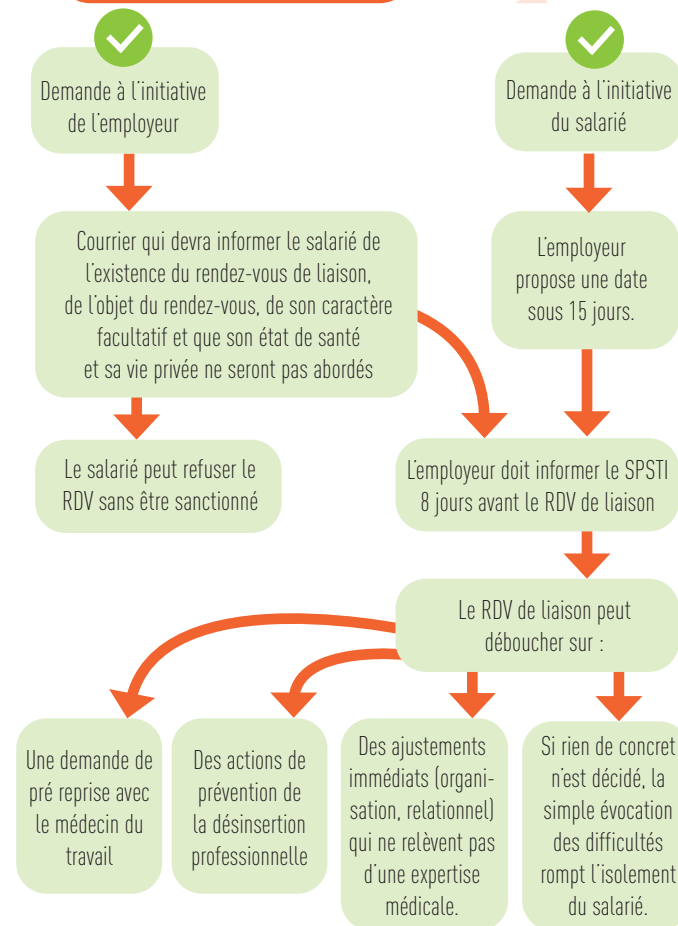 Demande à l'initiative
de l'employeur
Demande à l'initiative
du salarié
Courrier qui devra informer le salarié de
l'existence du rendez-vous de liaison,
de l'objet du rendez-vous, de son caractère
facultatif et que son état de santé
et sa vie privée ne seront pas abordés
L'employeur
propose une date
sous 15 jours.
Le salarié peut refuser le
RDV sans être sanctionné
L'employeur doit informer le SPSTI
8 jours avant le RDV de liaison
Le RDV de liaison peut
déboucher sur :
Une demande de
pré reprise avec
le médecin du
travail
Des actions de
prévention de
la désinsertion
professionnelle
Des ajustements
immédiats (organi-
sation, relationnel)
qui ne relèvent pas
d'une expertise
médicale.
Si rien de concret
n'est décidé, la
simple évocation
des difficultés
rompt l'isolement
du salarié.